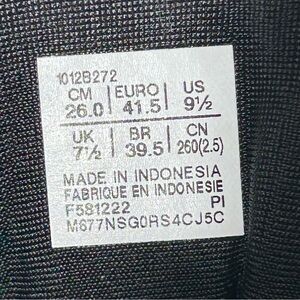 1012B272
CM EURO US
26.0 41.5 9½
UK BR CN
7½ 39.5 260(2.5)
MADE IN INDONESIA
FABRIQUE EN INDONESIE
F581222 PI
M677NSG0RS4CJ5C